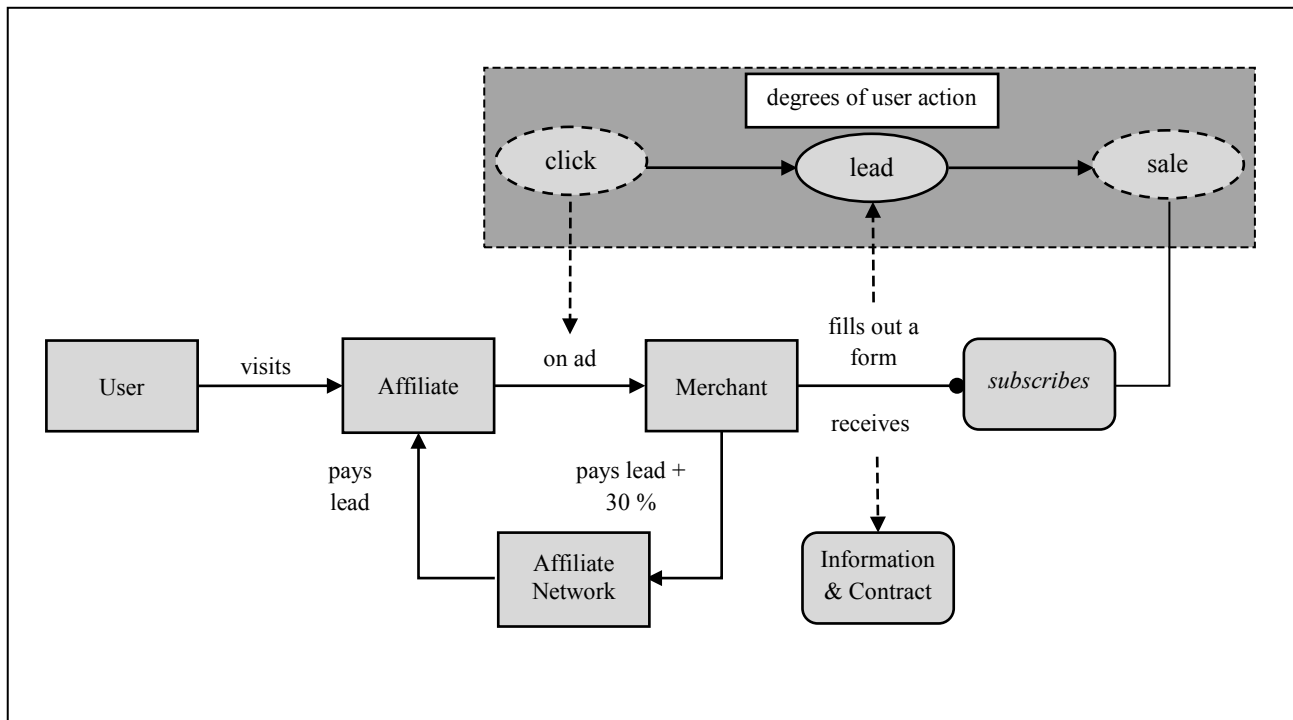 degrees of user action
click
lead
sale
fills out a
form
visits
on ad
User
Affiliate
Merchant
subscribes
receives
pays
lead
pays lead +
30 %
Affiliate
Network
Information
& Contract